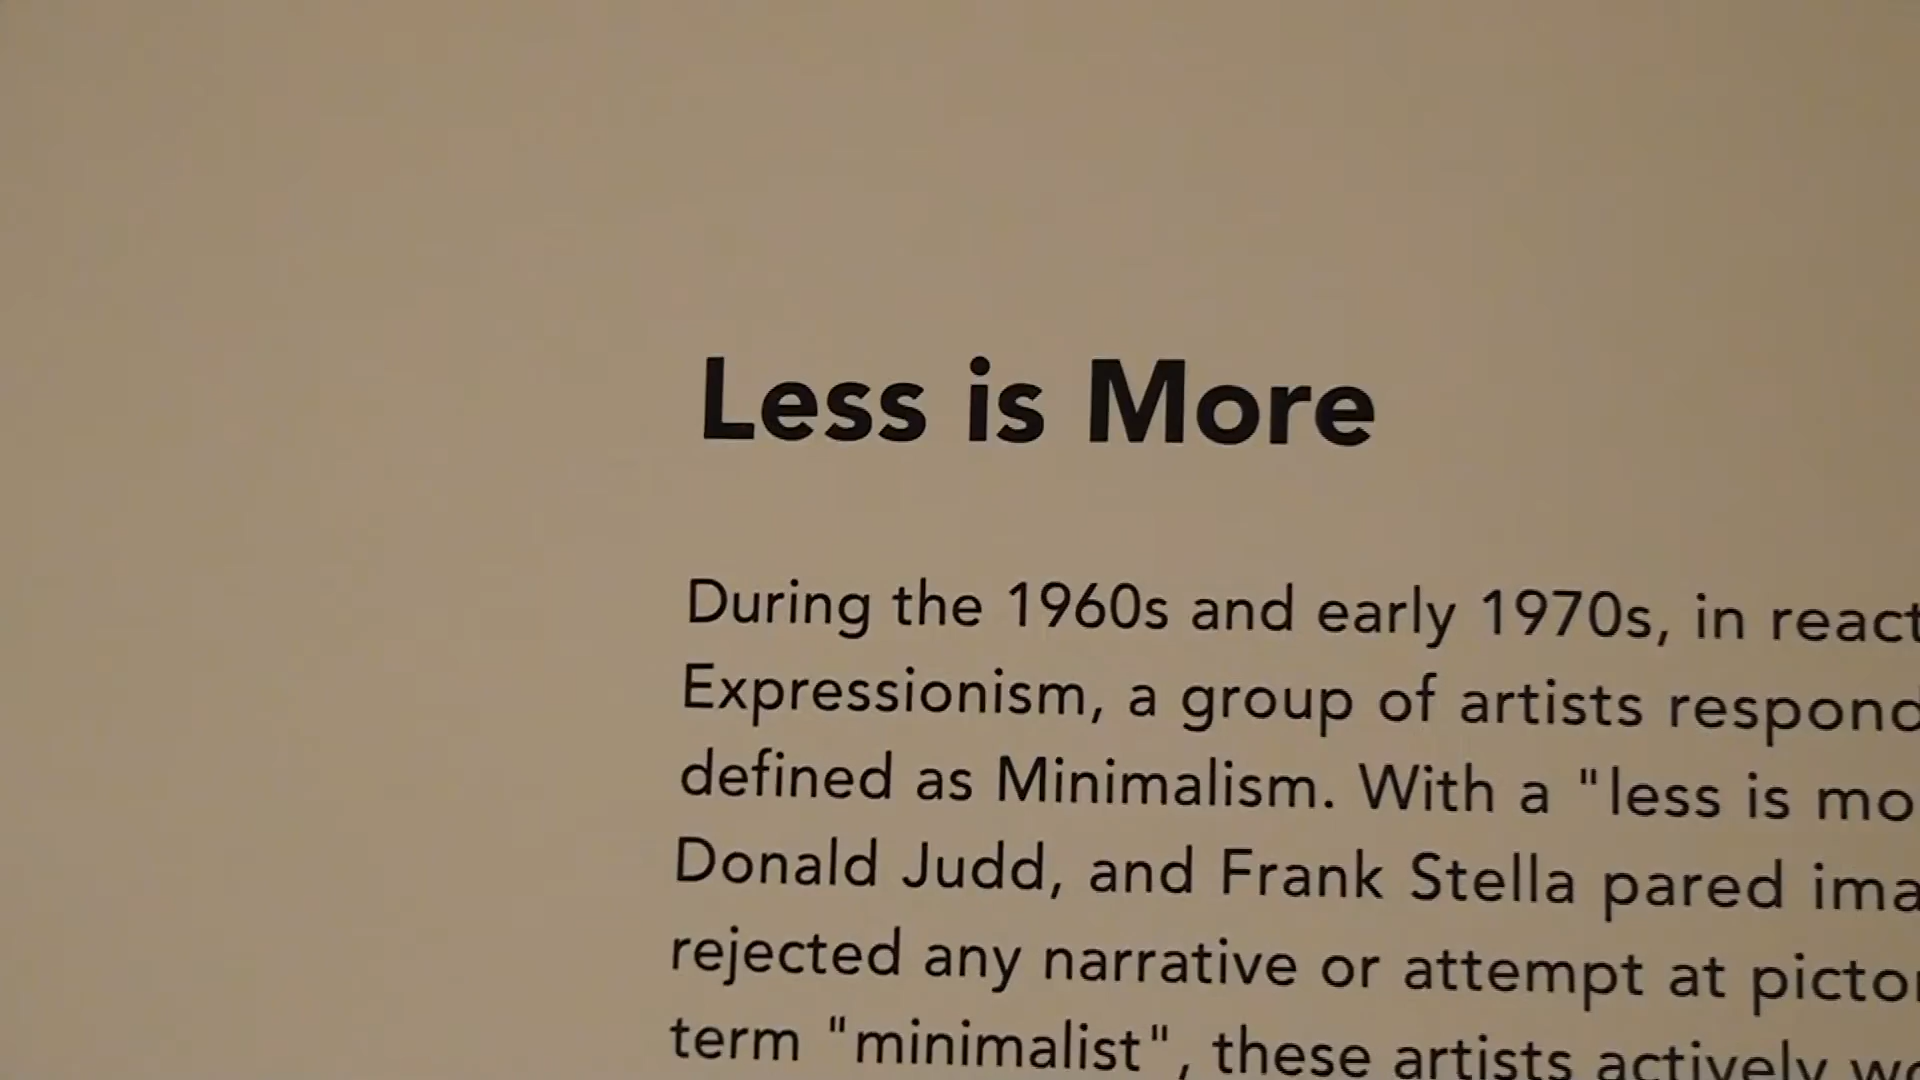 Less is More
During the 1960s and early 1970s, in react
Expressionism, a group of artists respond
defined as Minimalism. With a "less is mo
Donald Judd, and Frank Stella pared ima
rejected any narrative or attempt at pictor
term "minimalist", these artists actively wo